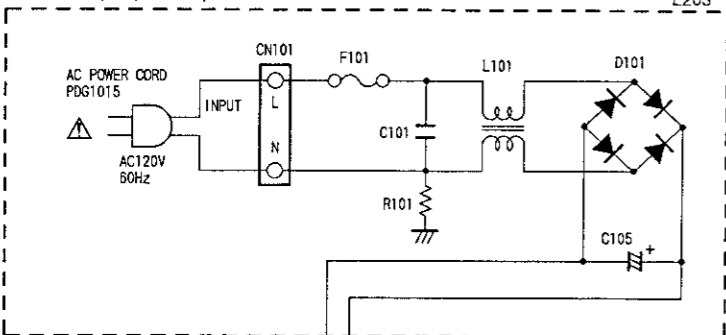 CN101
F101
L101
D101
AC POWER CORD
PDG1015
INPUT
L
C101
N
AC120V
60Hz
R101
C105
+